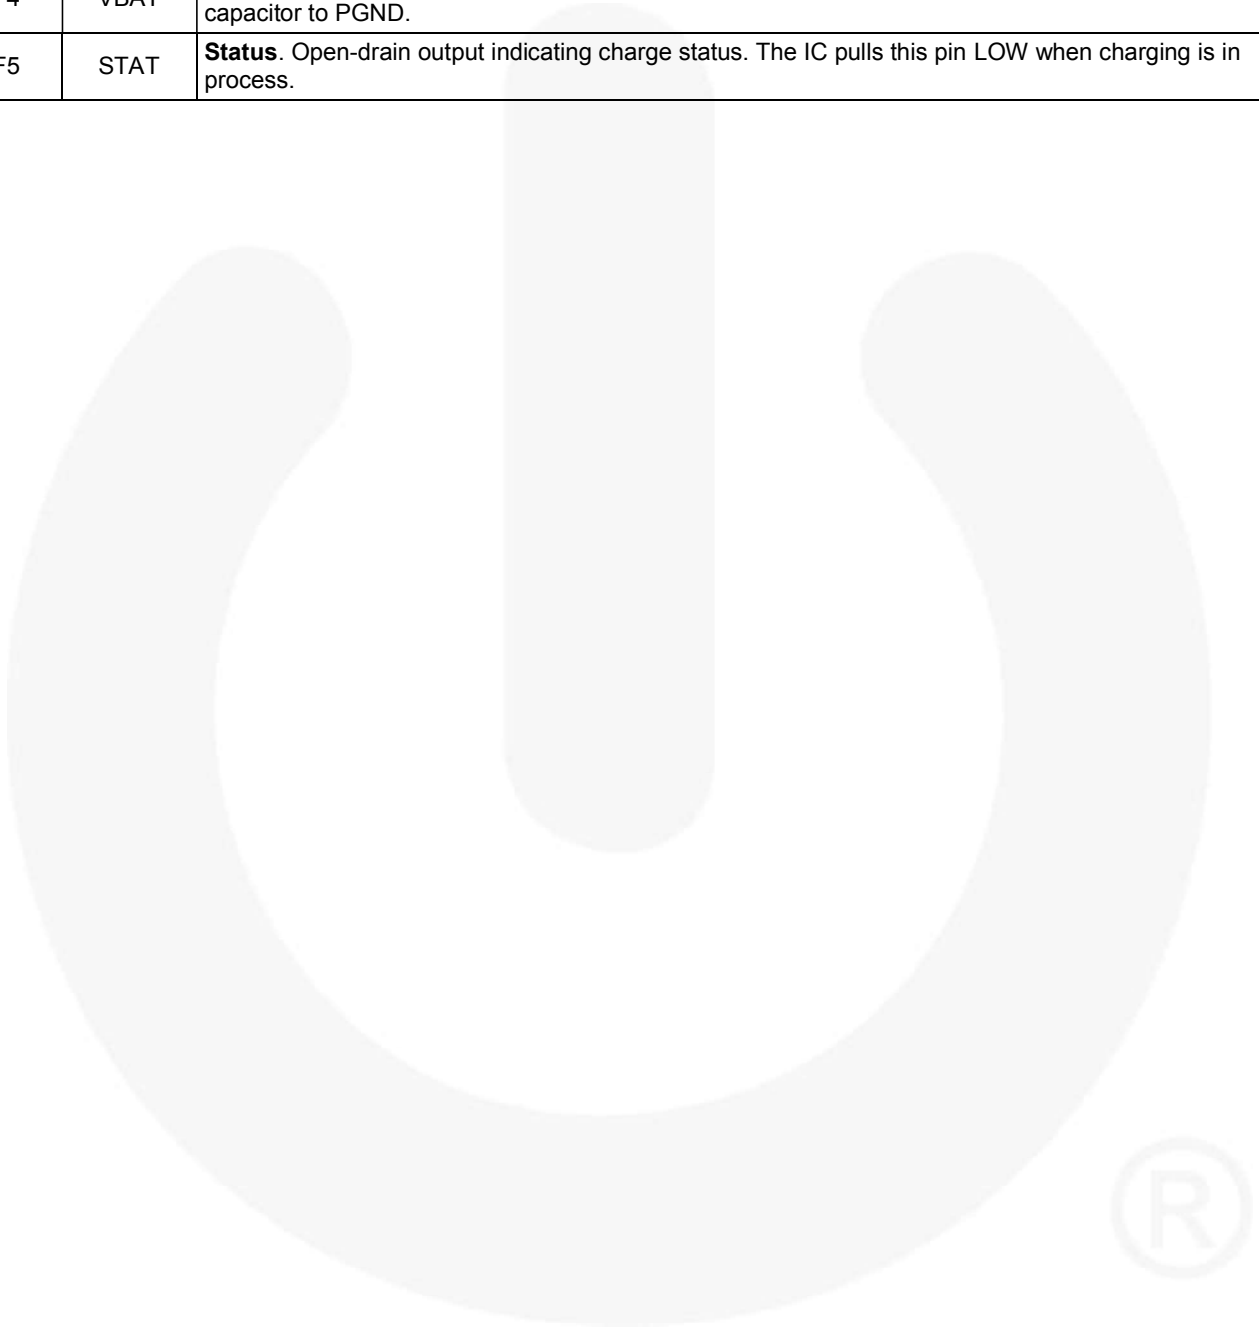 VBAT
capacitor to PGND.
Status. Open-drain output indicating charge status. The IC pulls this pin LOW when charging is in
F5 STAT
process.
®